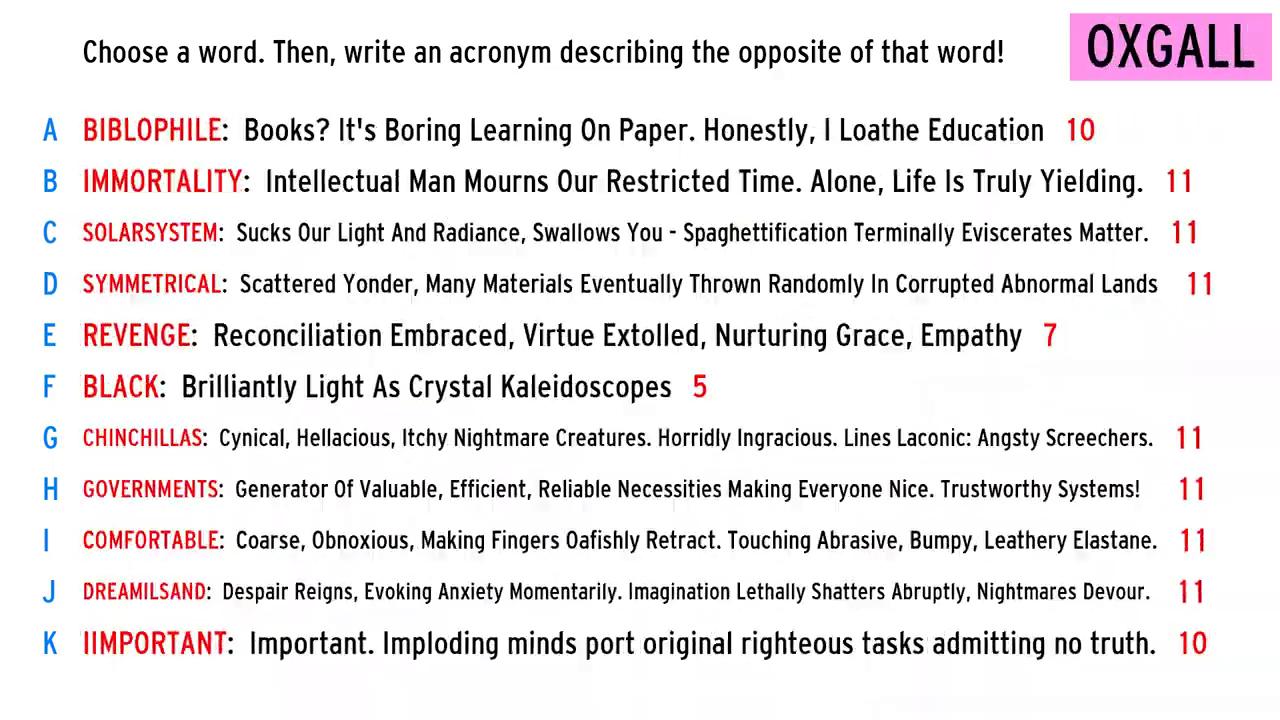 Choose a word. Then, write an acronym describing the opposite of that word!
OXGALL
A BIBLOPHILE: Books? It's Boring Learning On Paper. Honestly, I Loathe Education 10
B IMMORTALITY: Intellectual Man Mourns Our Restricted Time. Alone, Life Is Truly Yielding. 11
C SOLARSYSTEM: Sucks Our Light And Radiance, Swallows You - Spaghettification Terminally Eviscerates Matter. 11
D SYMMETRICAL: Scattered Yonder, Many Materials Eventually Thrown Randomly In Corrupted Abnormal Lands 11
E REVENGE: Reconciliation Embraced, Virtue Extolled, Nurturing Grace, Empathy 7
F BLACK: Brilliantly Light As Crystal Kaleidoscopes 5
G CHINCHILLAS: Cynical, Hellacious, Itchy Nightmare Creatures. Horridly Ingracious. Lines Laconic: Angsty Screechers. 11
H GOVERNMENTS: Generator Of Valuable, Efficient, Reliable Necessities Making Everyone Nice. Trustworthy Systems! 11
I COMFORTABLE: Coarse, Obnoxious, Making Fingers Oafishly Retract. Touching Abrasive, Bumpy, Leathery Elastane. 11
J DREAMILSAND: Despair Reigns, Evoking Anxiety Momentarily. Imagination Lethally Shatters Abruptly, Nightmares Devour. 11
K IIMPORTANT: Important. Imploding minds port original righteous tasks admitting no truth. 10